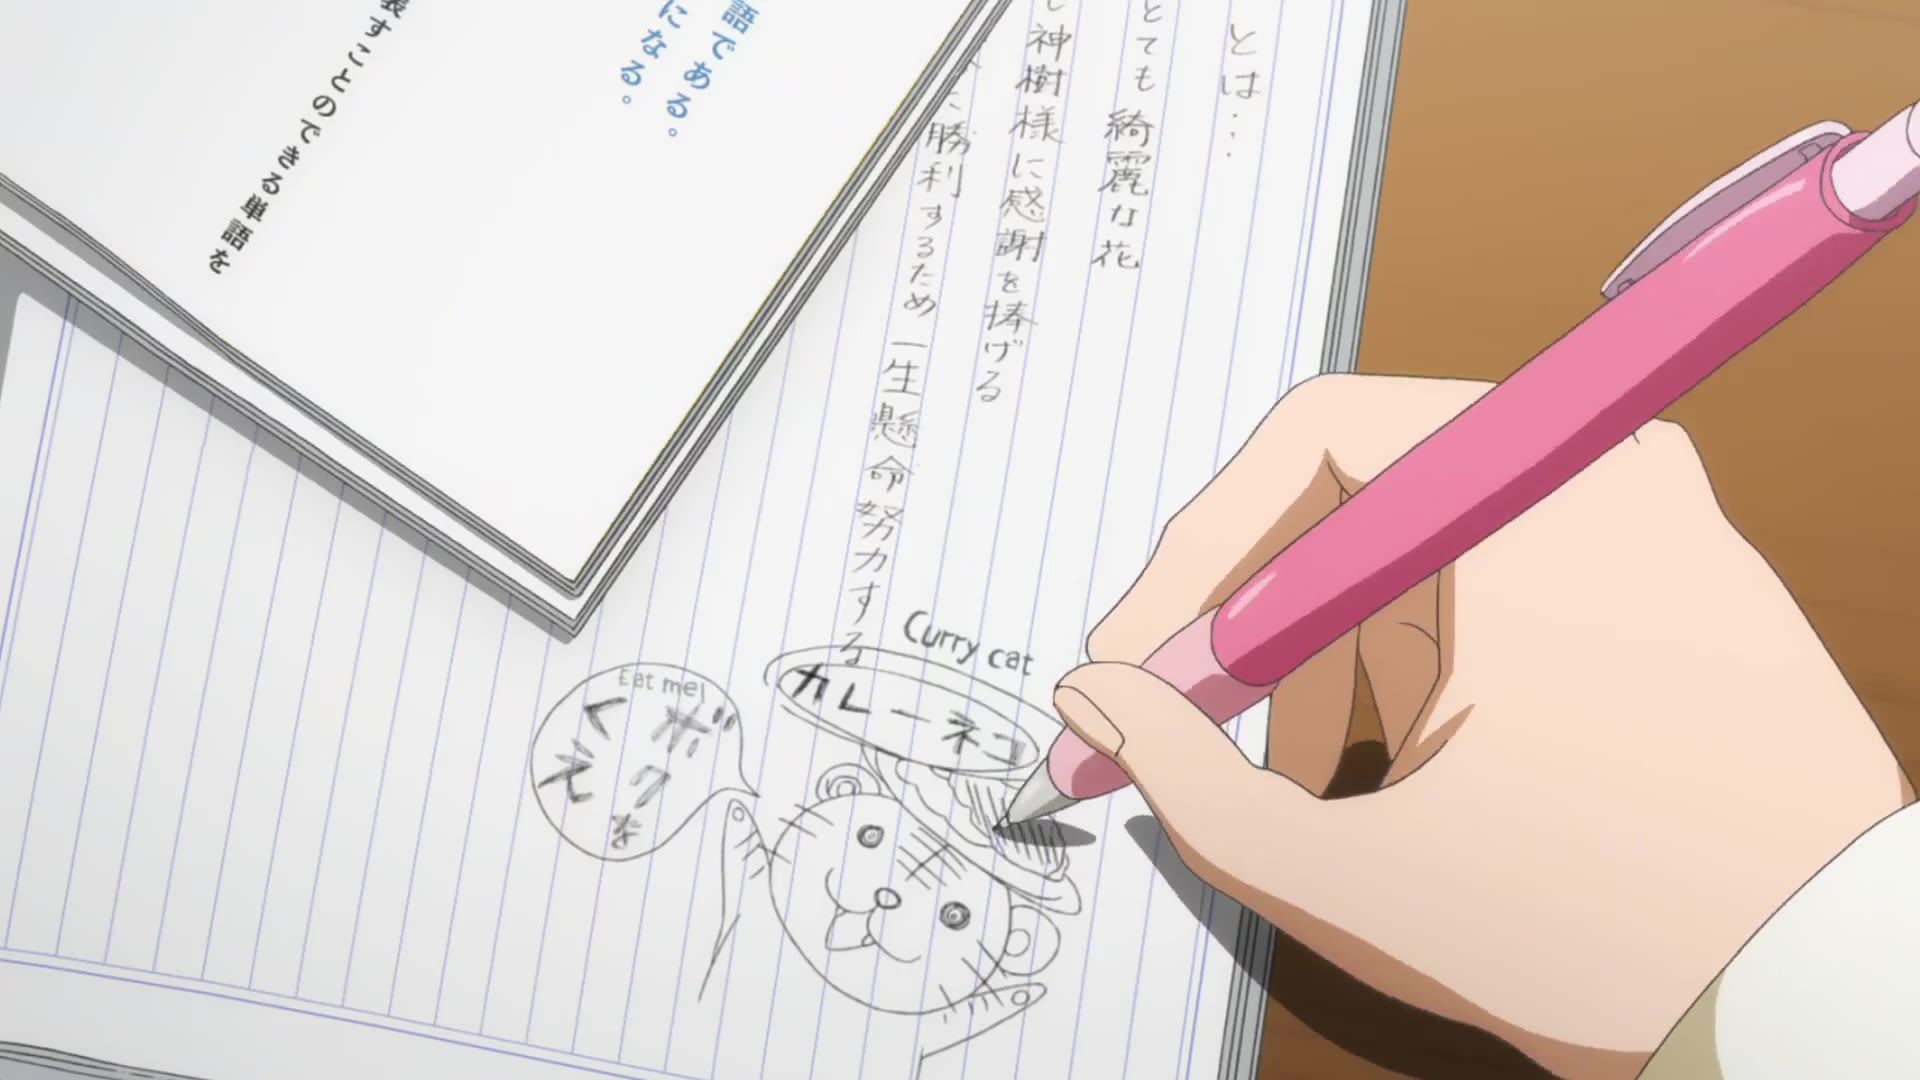 とは…
とても綺麗な花
神樹様に感謝を捧げる
に勝利するため一生懸命努力する
語である。
になる。
表すことのできる単語を
Curry cat
カレーネコ
Eat me!
ボクを
くえ